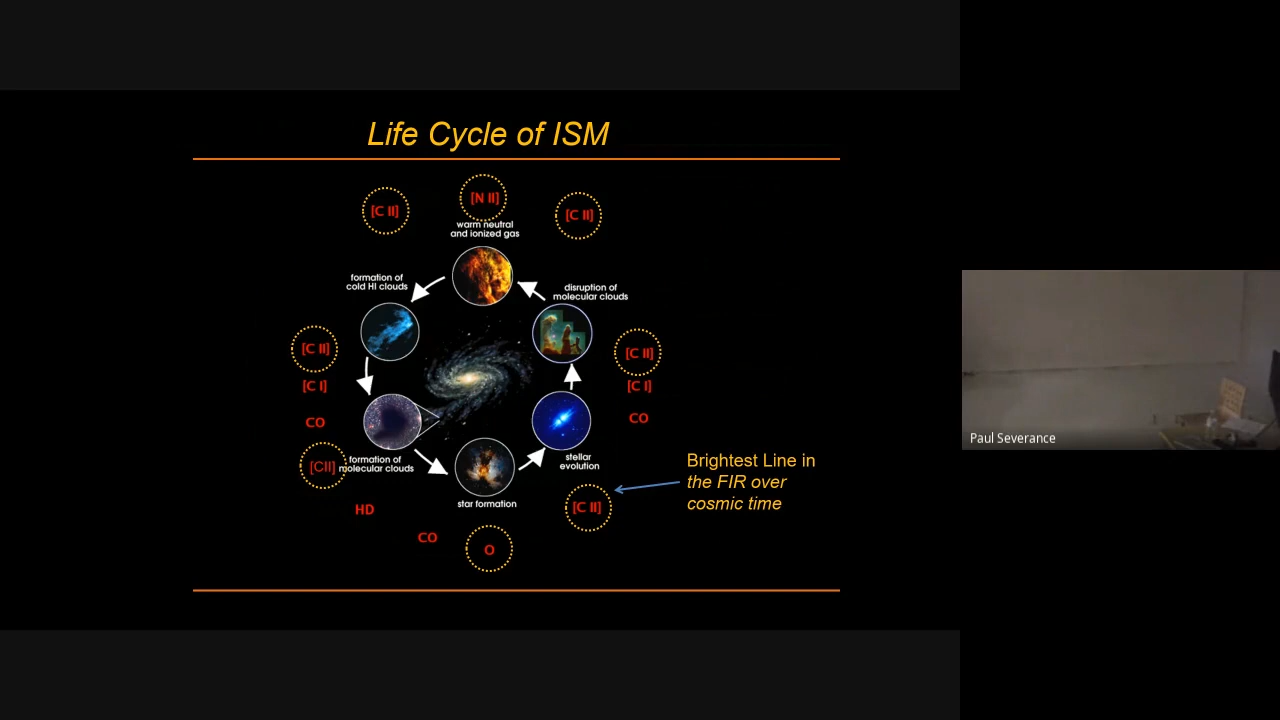 Life Cycle of ISM
[N II]
[C II]
[C II]
warm neutral
and ionized gas
formation of
cold HI clouds
disruption of
molecular clouds
[C II]
[C I]
CO
[C II]
[C I]
CO
[CII]
formation of
molecular clouds
stellar
evolution
star formation
Brightest Line in
the FIR over
cosmic time
[C II]
HD
CO
O
Paul Severance